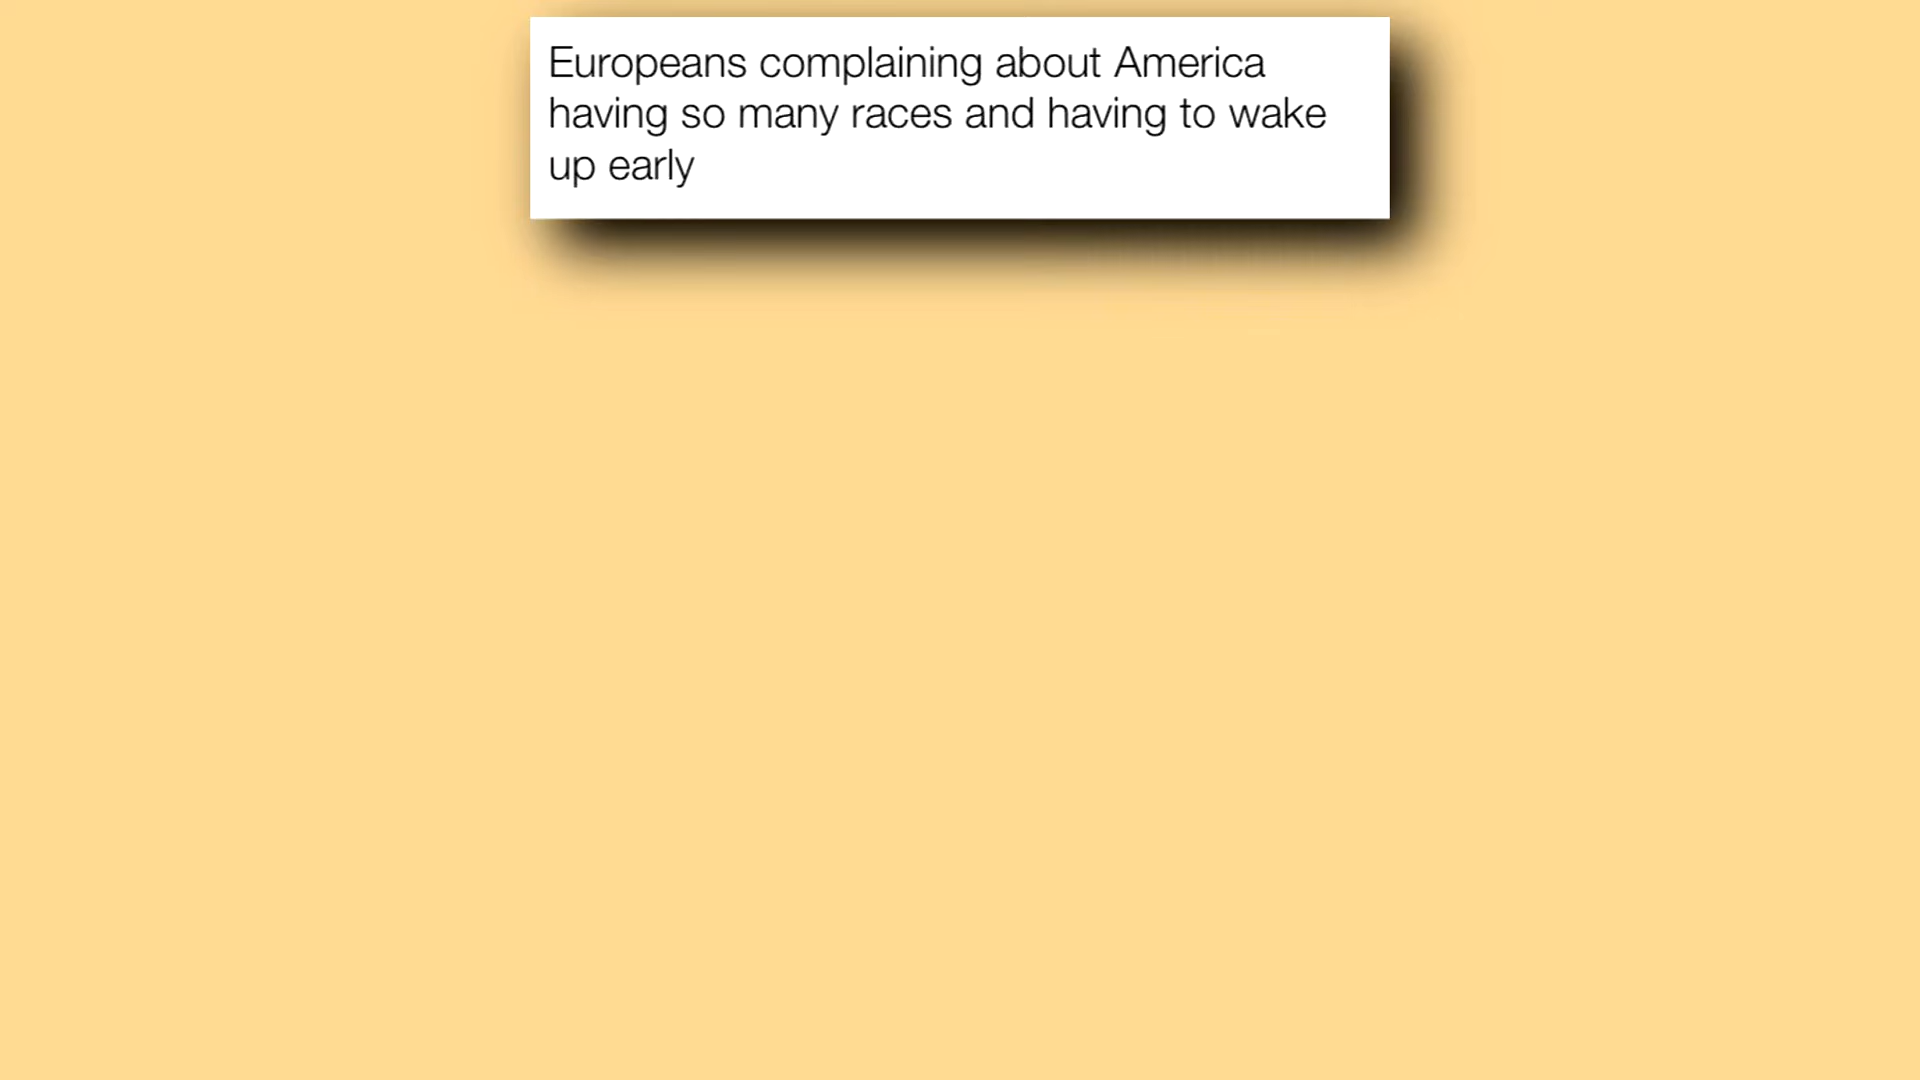 Europeans complaining about America
having so many races and having to wake
up early